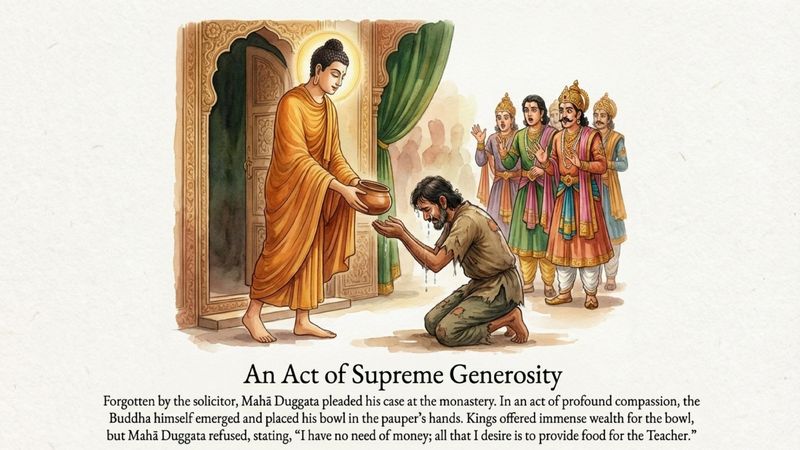 An Act of Supreme Generosity
Forgotten by the solicitor, Mahā Duggata pleaded his case at the monastery. In an act of profound compassion, the
Buddha himself emerged and placed his bowl in the pauper's hands. Kings offered immense wealth for the bowl,
but Mahā Duggata refused, stating, “I have no need of money; all that I desire is to provide food for the Teacher.”